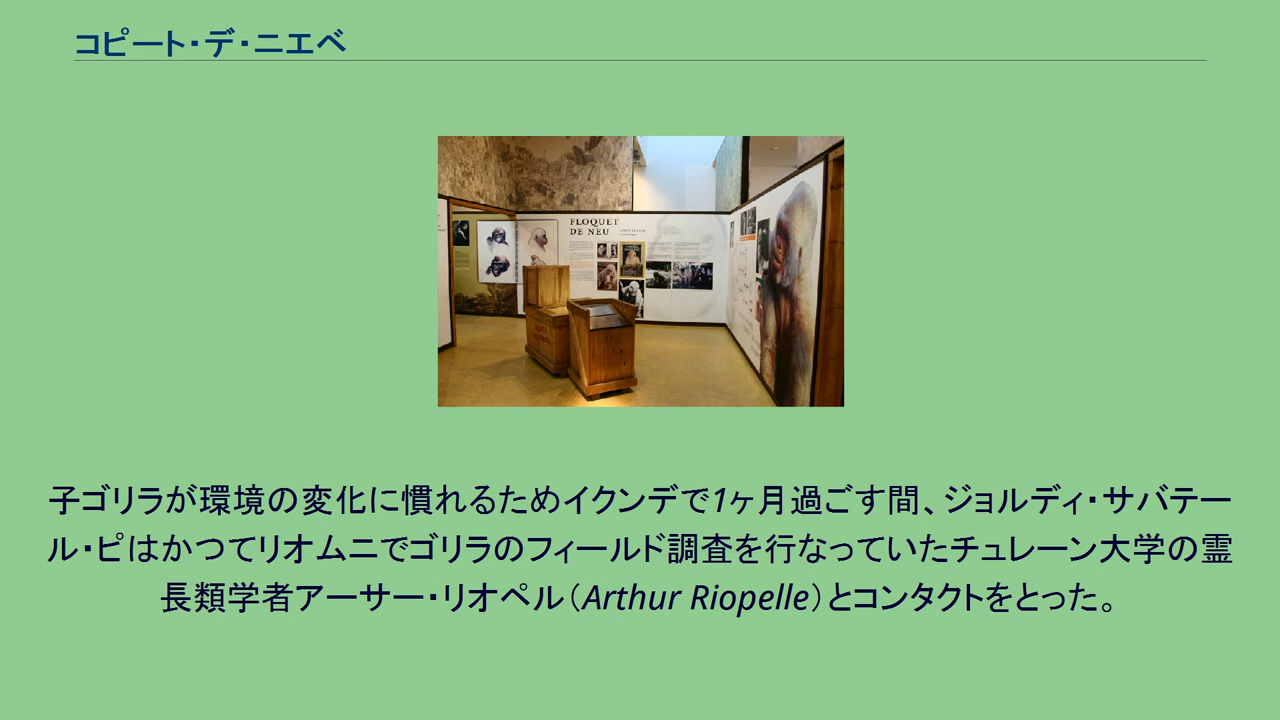 コピート・デ・ニエベ
FLOQUET
DE NEU
子ゴリラが環境の変化に慣れるためイクンデで1ヶ月過ごす間、ジョルディ・サバテー
ル・ピはかつてリオムニでゴリラのフィールド調査を行なっていたチュレーン大学の霊
長類学者アーサー・リオペル（Arthur Riopelle）とコンタクトをとった。